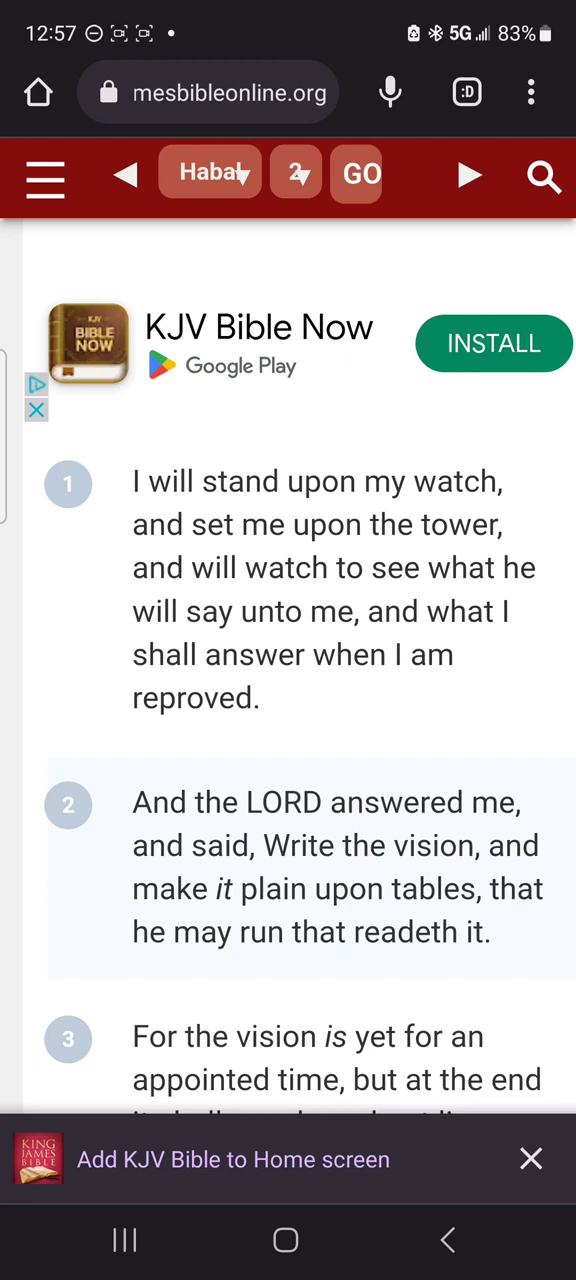 12:57 5G 83%
mesbibleonline.org :D
Habak 2 GO
KJV BIBLE NOW
KJV Bible Now
Google Play
INSTALL
1 I will stand upon my watch,
and set me upon the tower,
and will watch to see what he
will say unto me, and what I
shall answer when I am
reproved.
2 And the LORD answered me,
and said, Write the vision, and
make it plain upon tables, that
he may run that readeth it.
3 For the vision is yet for an
appointed time, but at the end
KING JAMES BIBLE
Add KJV Bible to Home screen